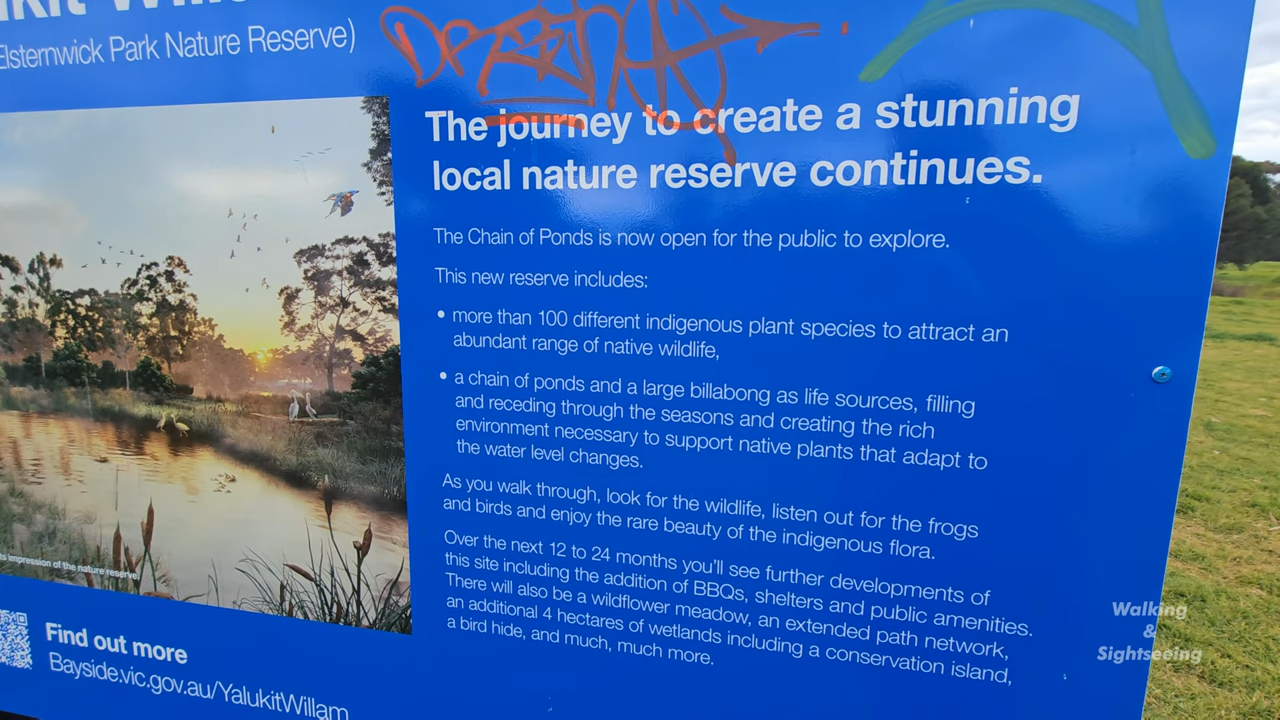 Elsternwick Park Nature Reserve)
The journey to create a stunning
local nature reserve continues.
The Chain of Ponds is now open for the public to explore.
This new reserve includes:
• more than 100 different indigenous plant species to attract an
abundant range of native wildlife,
• a chain of ponds and a large billabong as life sources, filling
and receding through the seasons and creating the rich
environment necessary to support native plants that adapt to
the water level changes.
As you walk through, look for the wildlife, listen out for the frogs
and birds and enjoy the rare beauty of the indigenous flora.
Over the next 12 to 24 months you'll see further developments of
this site including the addition of BBQs, shelters and public amenities.
There will also be a wildflower meadow, an extended path network,
an additional 4 hectares of wetlands including a conservation island,
a bird hide, and much, much more.
impression of the nature reserve.
Find out more
Bayside.vic.gov.au/YalukitWillam
Walking
&
Sightseeing